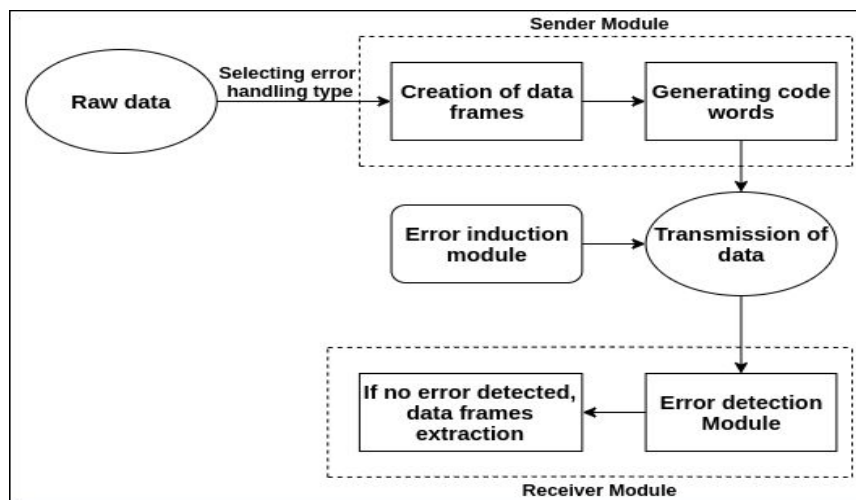 Sender Module
Raw data
Selecting error
handling type
Creation of data
frames
Generating code
words
Error induction
module
Transmission of
data
If no error detected,
data frames
extraction
Error detection
Module
Receiver Module